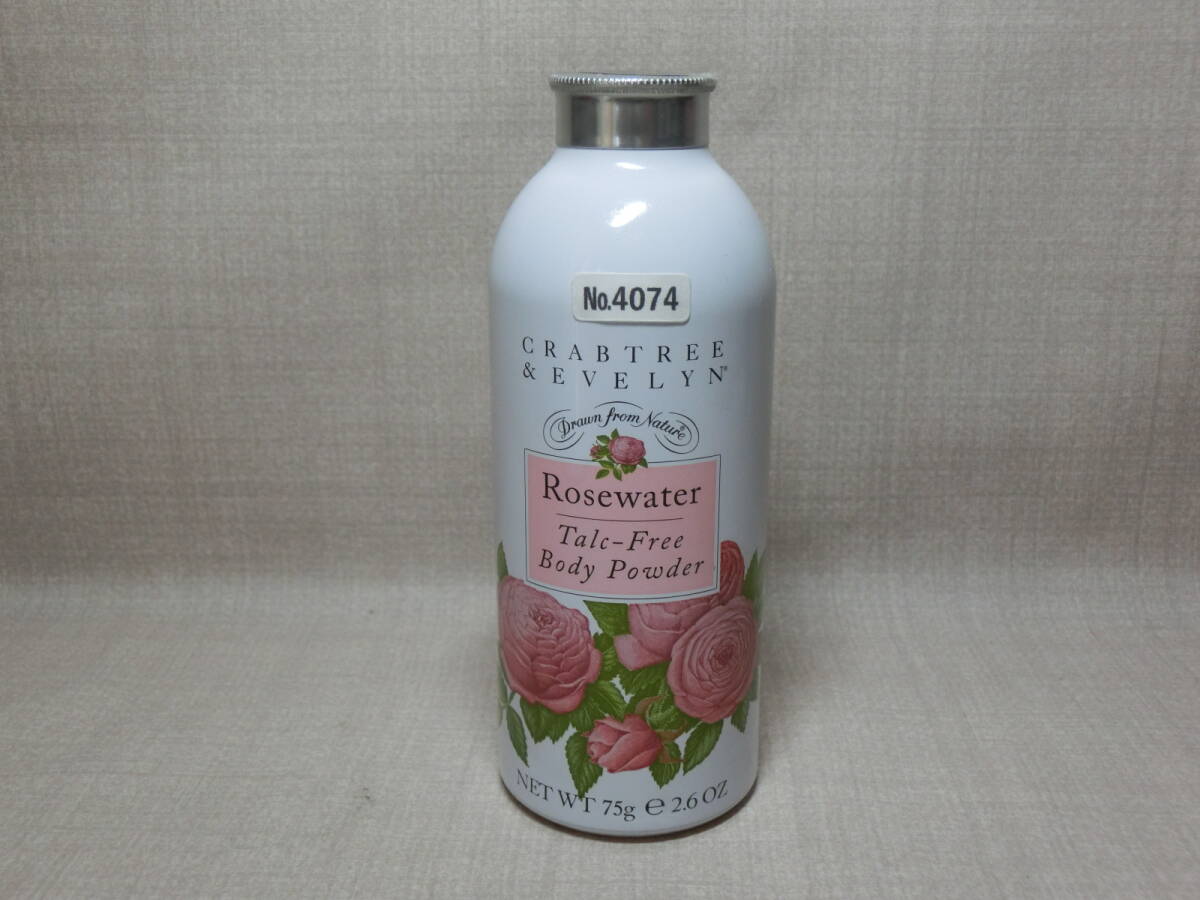 No.4074
CRABTREE
& EVELYN®
Drawn from Nature®
Rosewater
Talc-Free
Body Powder
NET WT 75g ℮ 2.6 OZ